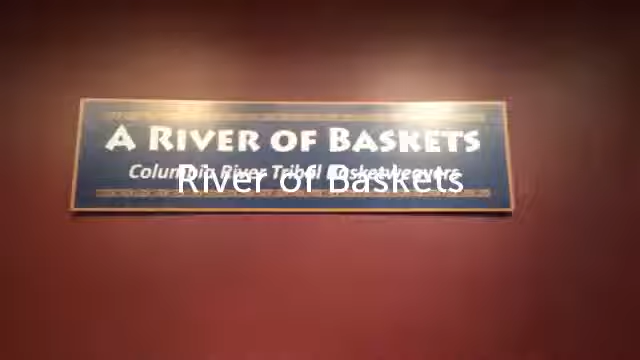 A RIVER OF BASKETS
Columbia River Tribal Basketweavers
River of Baskets